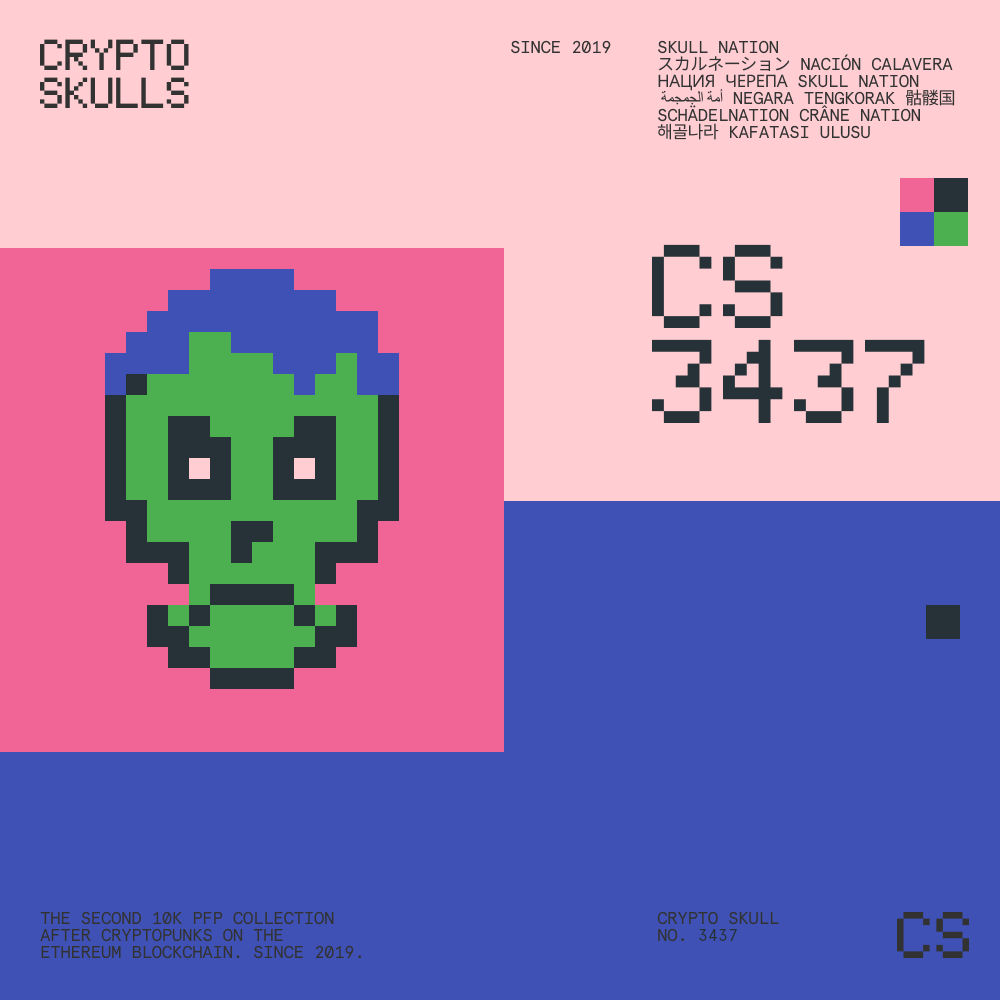 CRYPTO
SKULLS
SINCE 2019
SKULL NATION
スカルネーション NACIÓN CALAVERA
НАЦИЯ ЧЕРЕПА SKULL NATION
أمة الجمجمة NEGARA TENGKORAK 骷髅国
SCHÄDELNATION CRÂNE NATION
해골나라 KAFATASI ULUSU
CS
3437
THE SECOND 10K PFP COLLECTION
AFTER CRYPTOPUNKS ON THE
ETHEREUM BLOCKCHAIN. SINCE 2019.
CRYPTO SKULL
NO. 3437
CS